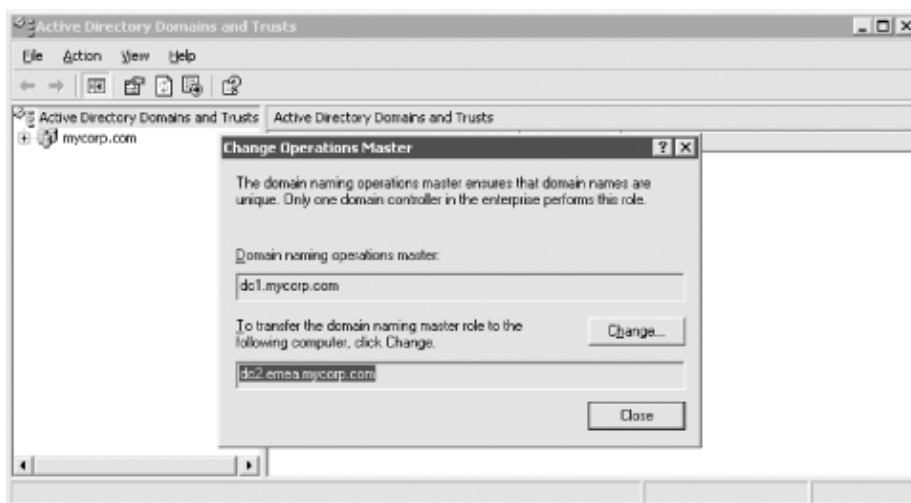 Active Directory Domains and Trusts
File Action View Help
Active Directory Domains and Trusts
Active Directory Domains and Trusts
mycorp.com
Change Operations Master
The domain naming operations master ensures that domain names are
unique. Only one domain controller in the enterprise performs this role.
Domain naming operations master:
dc1.mycorp.com
To transfer the domain naming master role to the
following computer, click Change.
Change...
dc2.emea.mycorp.com
Close